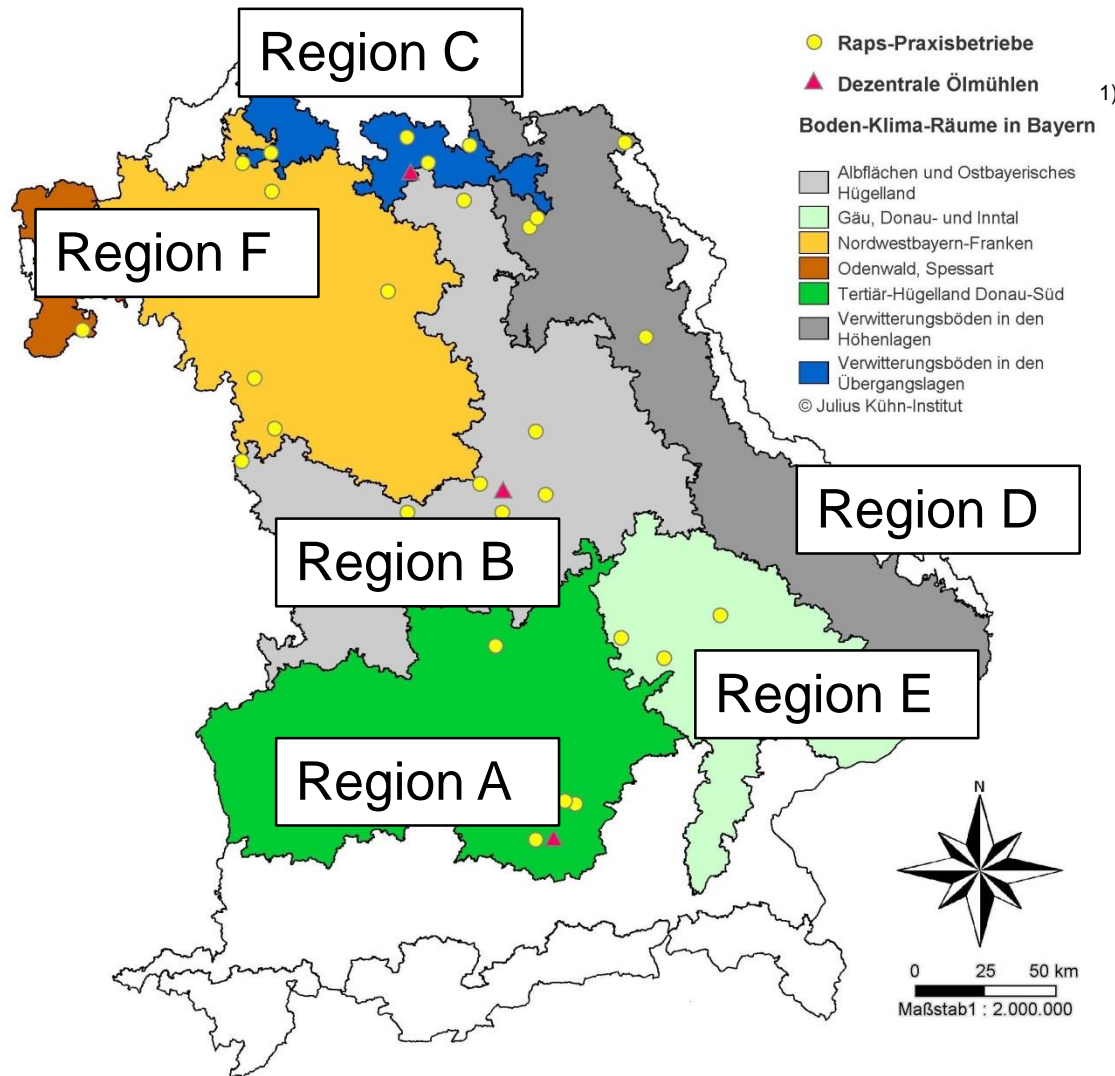 Region C
Region F
Region B
Region D
Region E
Region A
Raps-Praxisbetriebe
Dezentrale Ölmühlen
1)
Boden-Klima-Räume in Bayern
Albflächen und Ostbayerisches
Hügelland
Gäu, Donau- und Inntal
Nordwestbayern-Franken
Odenwald, Spessart
Tertiär-Hügelland Donau-Süd
Verwitterungsböden in den
Höhenlagen
Verwitterungsböden in den
Übergangslagen
© Julius Kühn-Institut
N
0 25 50 km
Maßstab1 : 2.000.000